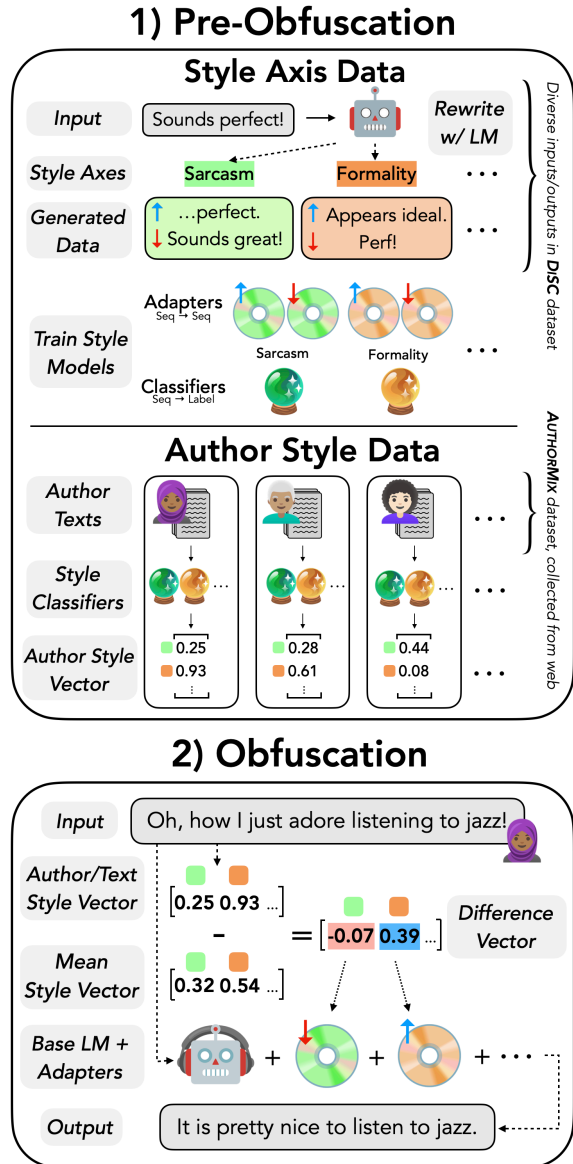 1) Pre-Obfuscation
Style Axis Data
Input
Sounds perfect!
Rewrite
w/ LM
Style Axes
Sarcasm
Formality
...
Generated
Data
...perfect.
Sounds great!
Appears ideal.
Perf!
...
Diverse inputs/outputs in DISC dataset
Train Style
Models
Adapters
Seq → Seq
Sarcasm
Formality
...
Classifiers
Seq → Label
Author Style Data
Author
Texts
...
AUTHORMIX dataset, collected from web
Style
Classifiers
...
...
...
...
Author Style
Vector
0.25
0.93
⋮
0.28
0.61
⋮
0.44
0.08
⋮
...
2) Obfuscation
Input
Oh, how I just adore listening to jazz!
Author/Text
Style Vector
[0.25 0.93 ...]
–
Mean
Style Vector
[0.32 0.54 ...]
= [-0.07 0.39 ...]
Difference
Vector
Base LM +
Adapters
+ + + ...
Output
It is pretty nice to listen to jazz.